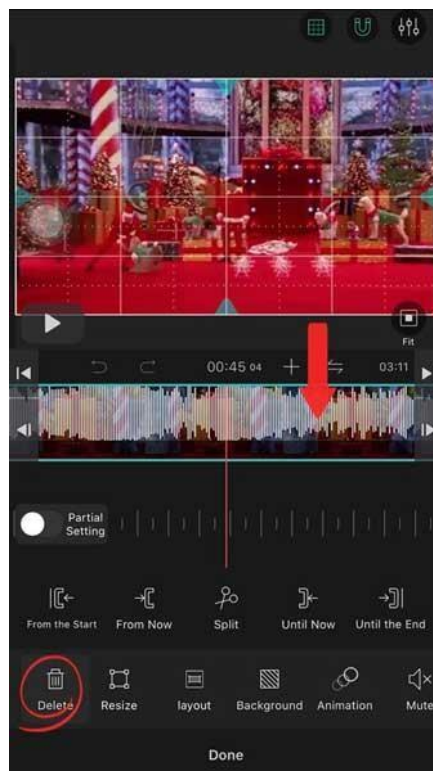 Fit
00:45 04
03:11
Partial
Setting
From the Start
From Now
Split
Until Now
Until the End
Delete
Resize
layout
Background
Animation
Mute
Done